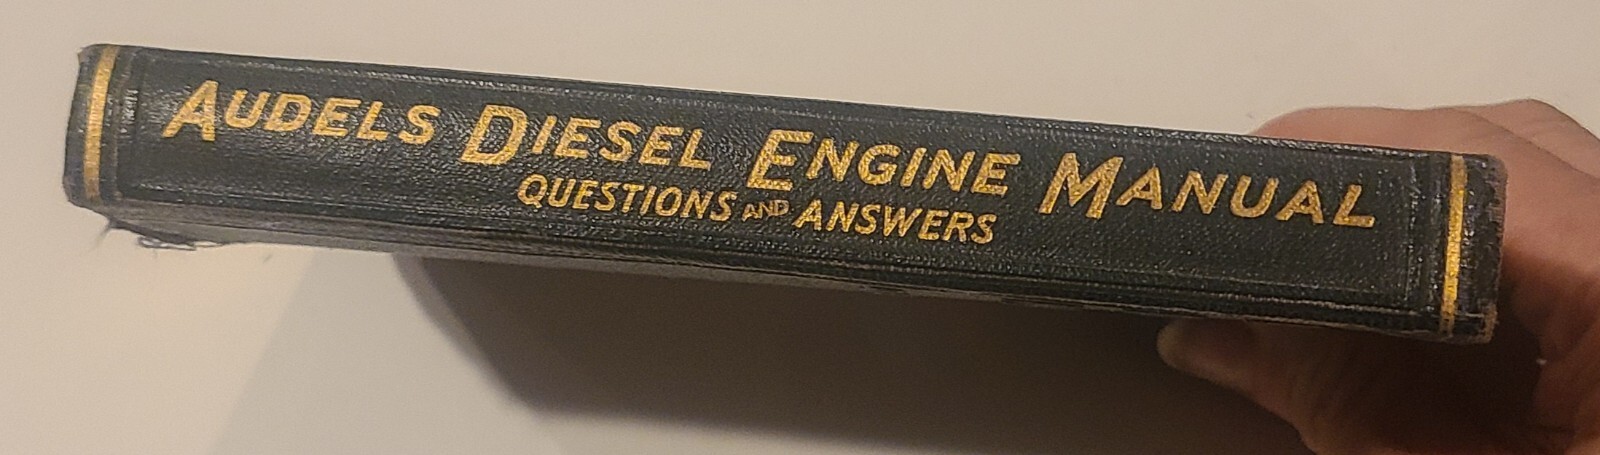 AUDELS DIESEL ENGINE MANUAL
QUESTIONS AND ANSWERS